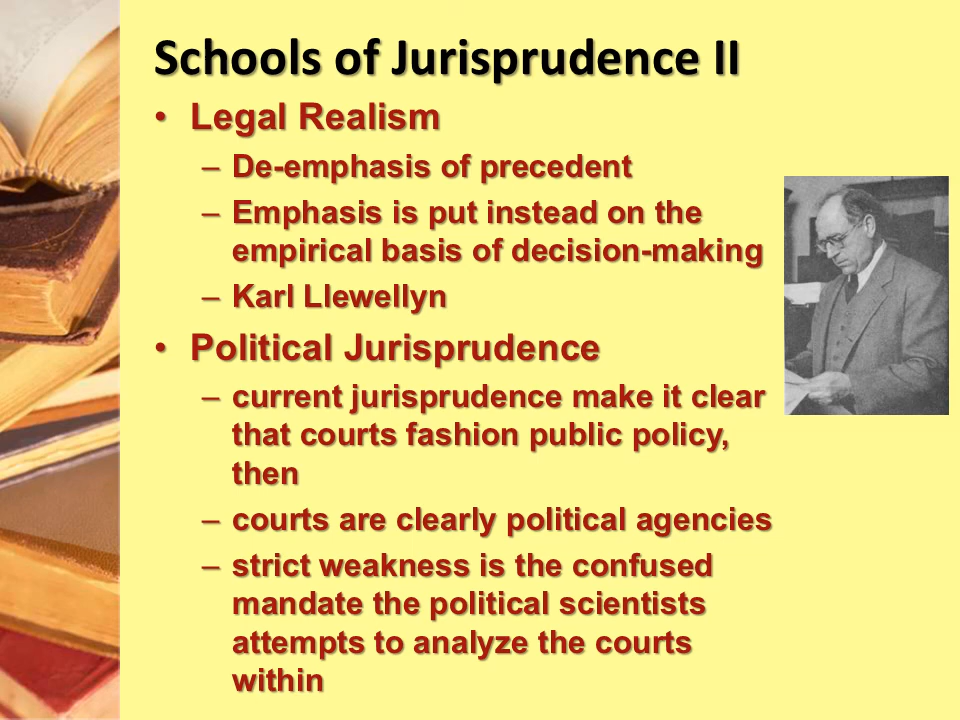 Schools of Jurisprudence II
• Legal Realism
– De-emphasis of precedent
– Emphasis is put instead on the
empirical basis of decision-making
– Karl Llewellyn
• Political Jurisprudence
– current jurisprudence make it clear
that courts fashion public policy,
then
– courts are clearly political agencies
– strict weakness is the confused
mandate the political scientists
attempts to analyze the courts
within